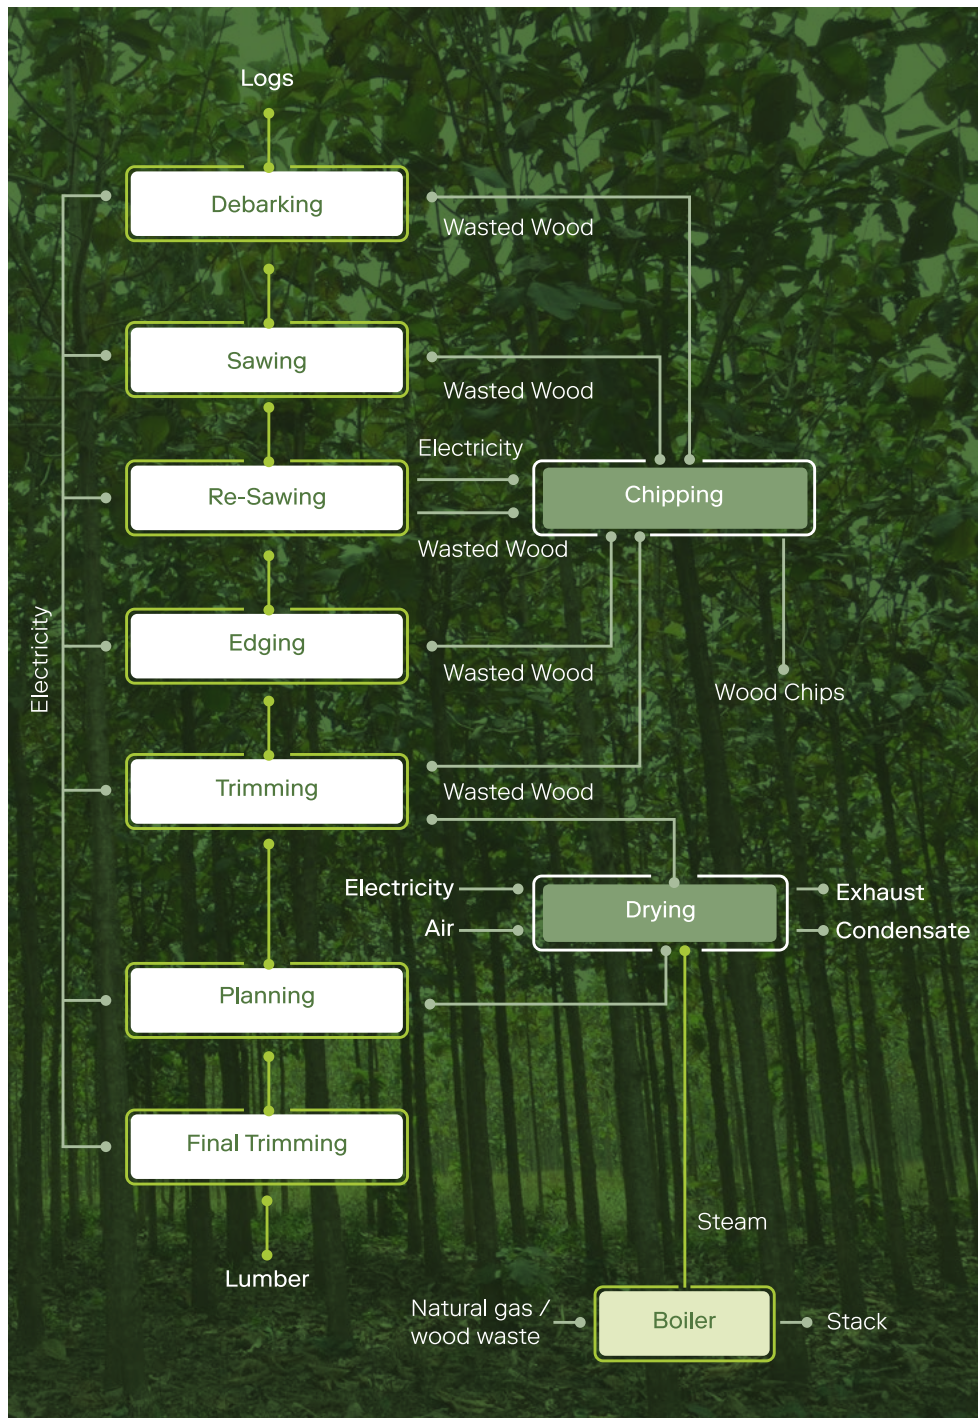 Logs
Debarking
Wasted Wood
Sawing
Wasted Wood
Electricity
Re-Sawing
Chipping
Wasted Wood
Electricity
Edging
Wasted Wood
Wood Chips
Trimming
Wasted Wood
Electricity
Drying
Exhaust
Air
Condensate
Planning
Final Trimming
Steam
Lumber
Natural gas /
wood waste
Boiler
Stack